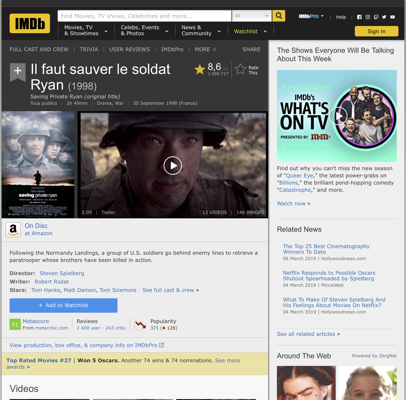 IMDb
Find Movies, TV shows, Celebrities and more...
All
IMDbPro
Help
Movies, TV
& Showtimes
Celebs, Events
& Photos
News &
Community
Watchlist
Sign in
FULL CAST AND CREW | TRIVIA | USER REVIEWS | IMDbPro | MORE
SHARE
Il faut sauver le soldat
Ryan (1998)
8,6
Rate
This
Saving Private Ryan (original title)
Tous publics | 2h 49min | Drama, War | 30 September 1998 (France)
saving private ryan
2:09 | Trailer
13 VIDEOS | 146 IMAGES
On Disc
at Amazon
Following the Normandy Landings, a group of U.S. soldiers go behind enemy lines to retrieve a
paratrooper whose brothers have been killed in action.
Director: Steven Spielberg
Writer: Robert Rodat
Stars: Tom Hanks, Matt Damon, Tom Sizemore | See full cast & crew »
+ Add to Watchlist
91
Metascore
From metacritic.com
Reviews
2 400 user | 243 critic
Popularity
371 (128)
View production, box office, & company info on IMDbPro
Top Rated Movies #27 | Won 5 Oscars. Another 74 wins & 74 nominations. See more
awards »
Videos
The Shows Everyone Will Be Talking
About This Week
IMDb's
WHAT'S
ON TV
PRESENTED BY
Find out why you can't miss the new season
of "Queer Eye," the latest power-grabs on
"Billions," the brilliant pond-hopping comedy
"Catastrophe," and more.
Watch now »
Related News
The Top 25 Best Cinematography
Winners To Date
06 March 2019 | Hollywoodnews.com
Netflix Responds to Possible Oscars
Shutout Spearheaded by Spielberg
04 March 2019 | MovieWeb
What To Make Of Steven Spielberg And
His Feelings About Movies On Netflix?
04 March 2019 | Hollywoodnews.com
See all related articles »
Around The Web
Powered by ZergNet